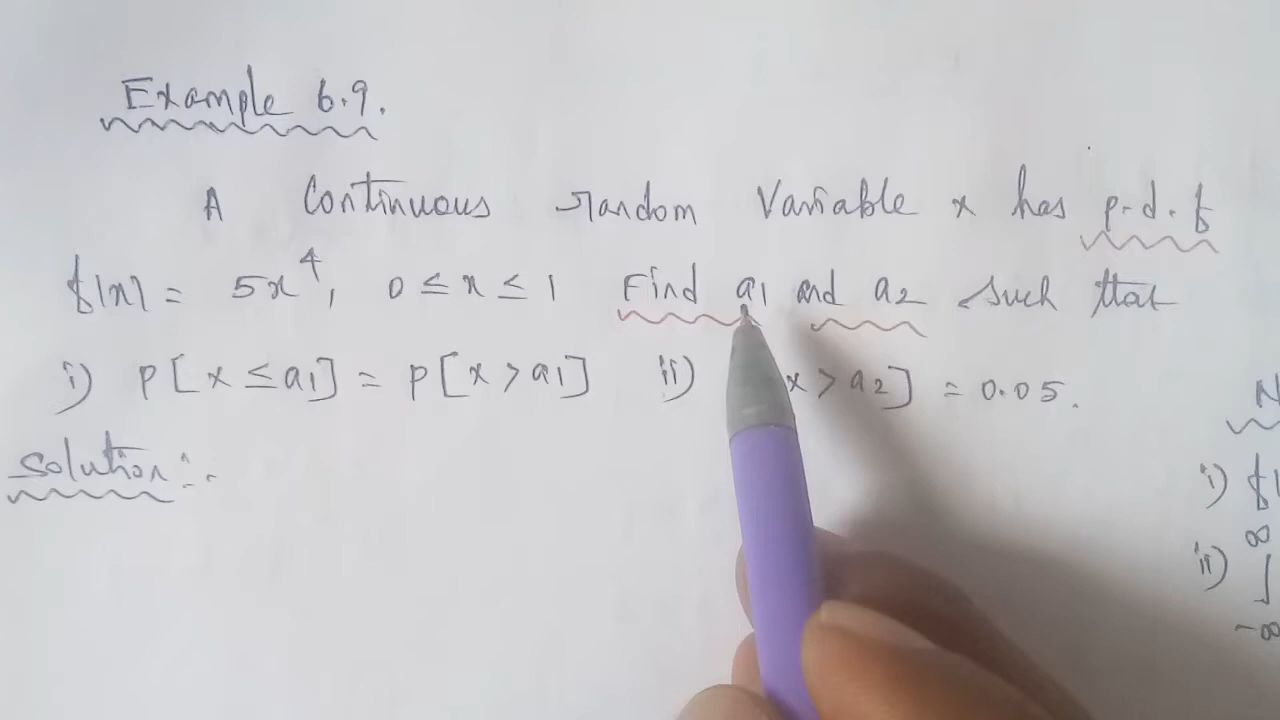 Example 6.9.
A Continuous random Variable x has p.d.f
f(x) = 5x⁴, 0 ≤ x ≤ 1 Find a1 and a2 such that
i) P[x ≤ a1] = P[x > a1] ii) x > a2] = 0.05.
Solution:-
N
i) f(
ii) ∫
∞
-∞